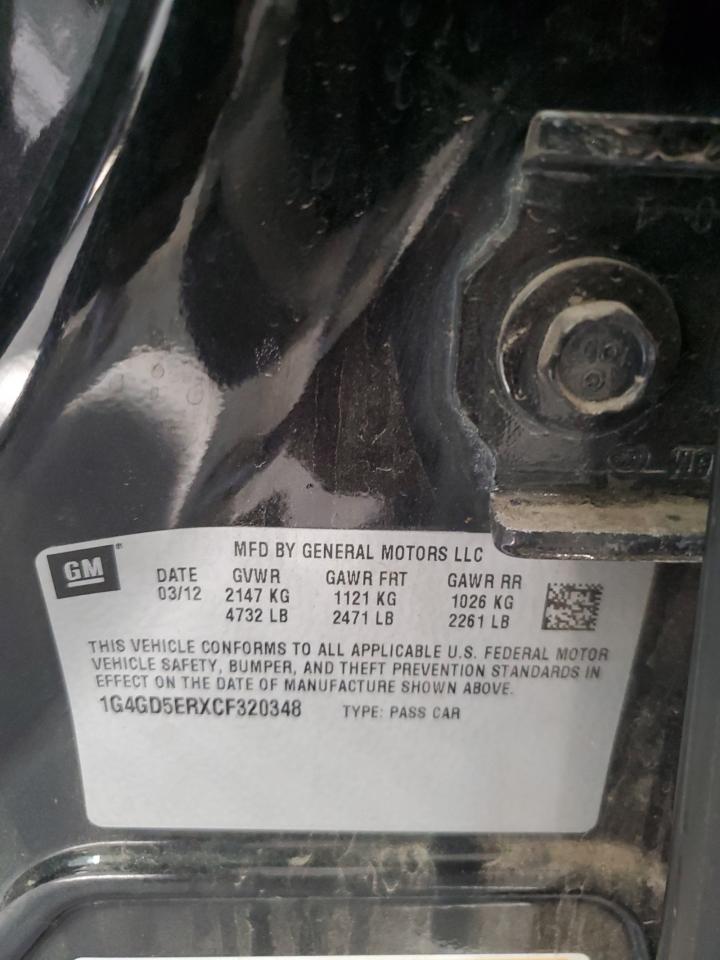 GM
MFD BY GENERAL MOTORS LLC
DATE GVWR GAWR FRT GAWR RR
03/12 2147 KG 1121 KG 1026 KG
4732 LB 2471 LB 2261 LB
THIS VEHICLE CONFORMS TO ALL APPLICABLE U.S. FEDERAL MOTOR
VEHICLE SAFETY, BUMPER, AND THEFT PREVENTION STANDARDS IN
EFFECT ON THE DATE OF MANUFACTURE SHOWN ABOVE.
1G4GD5ERXCF320348 TYPE: PASS CAR